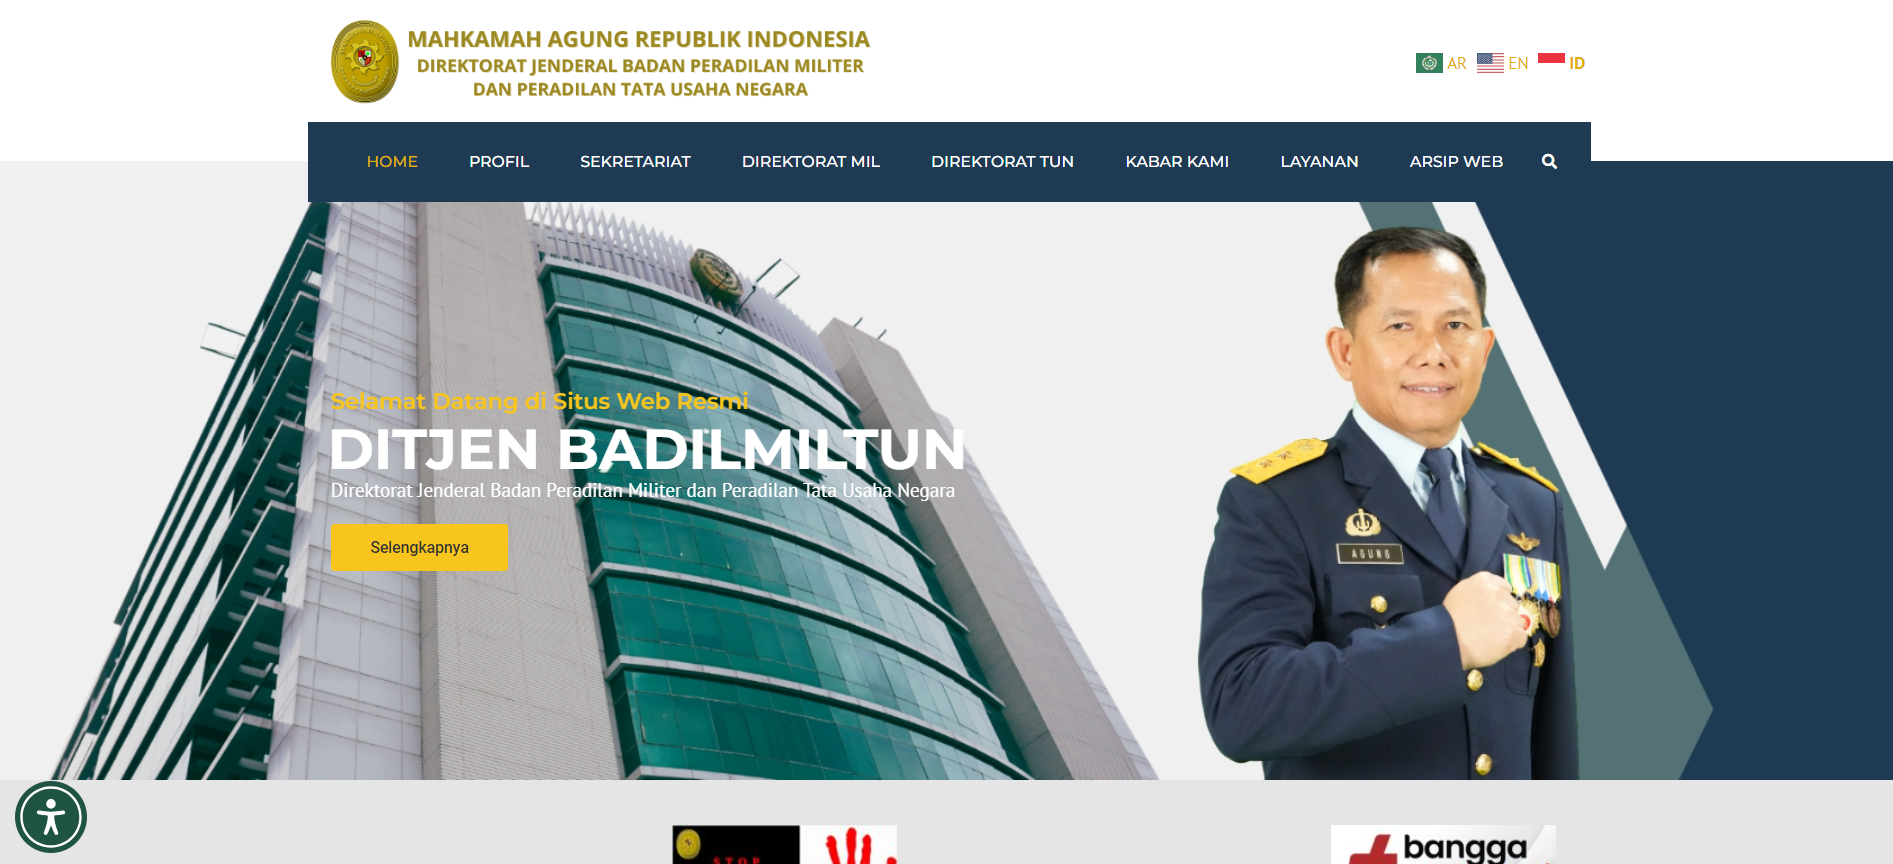 MAHKAMAH AGUNG REPUBLIK INDONESIA
DIREKTORAT JENDERAL BADAN PERADILAN MILITER
DAN PERADILAN TATA USAHA NEGARA
AR EN ID
HOME PROFIL SEKRETARIAT DIREKTORAT MIL DIREKTORAT TUN KABAR KAMI LAYANAN ARSIP WEB
Selamat Datang di Situs Web Resmi
DITJEN BADILMILTUN
Direktorat Jenderal Badan Peradilan Militer dan Peradilan Tata Usaha Negara
Selengkapnya
AGUNG
STOP
bangga